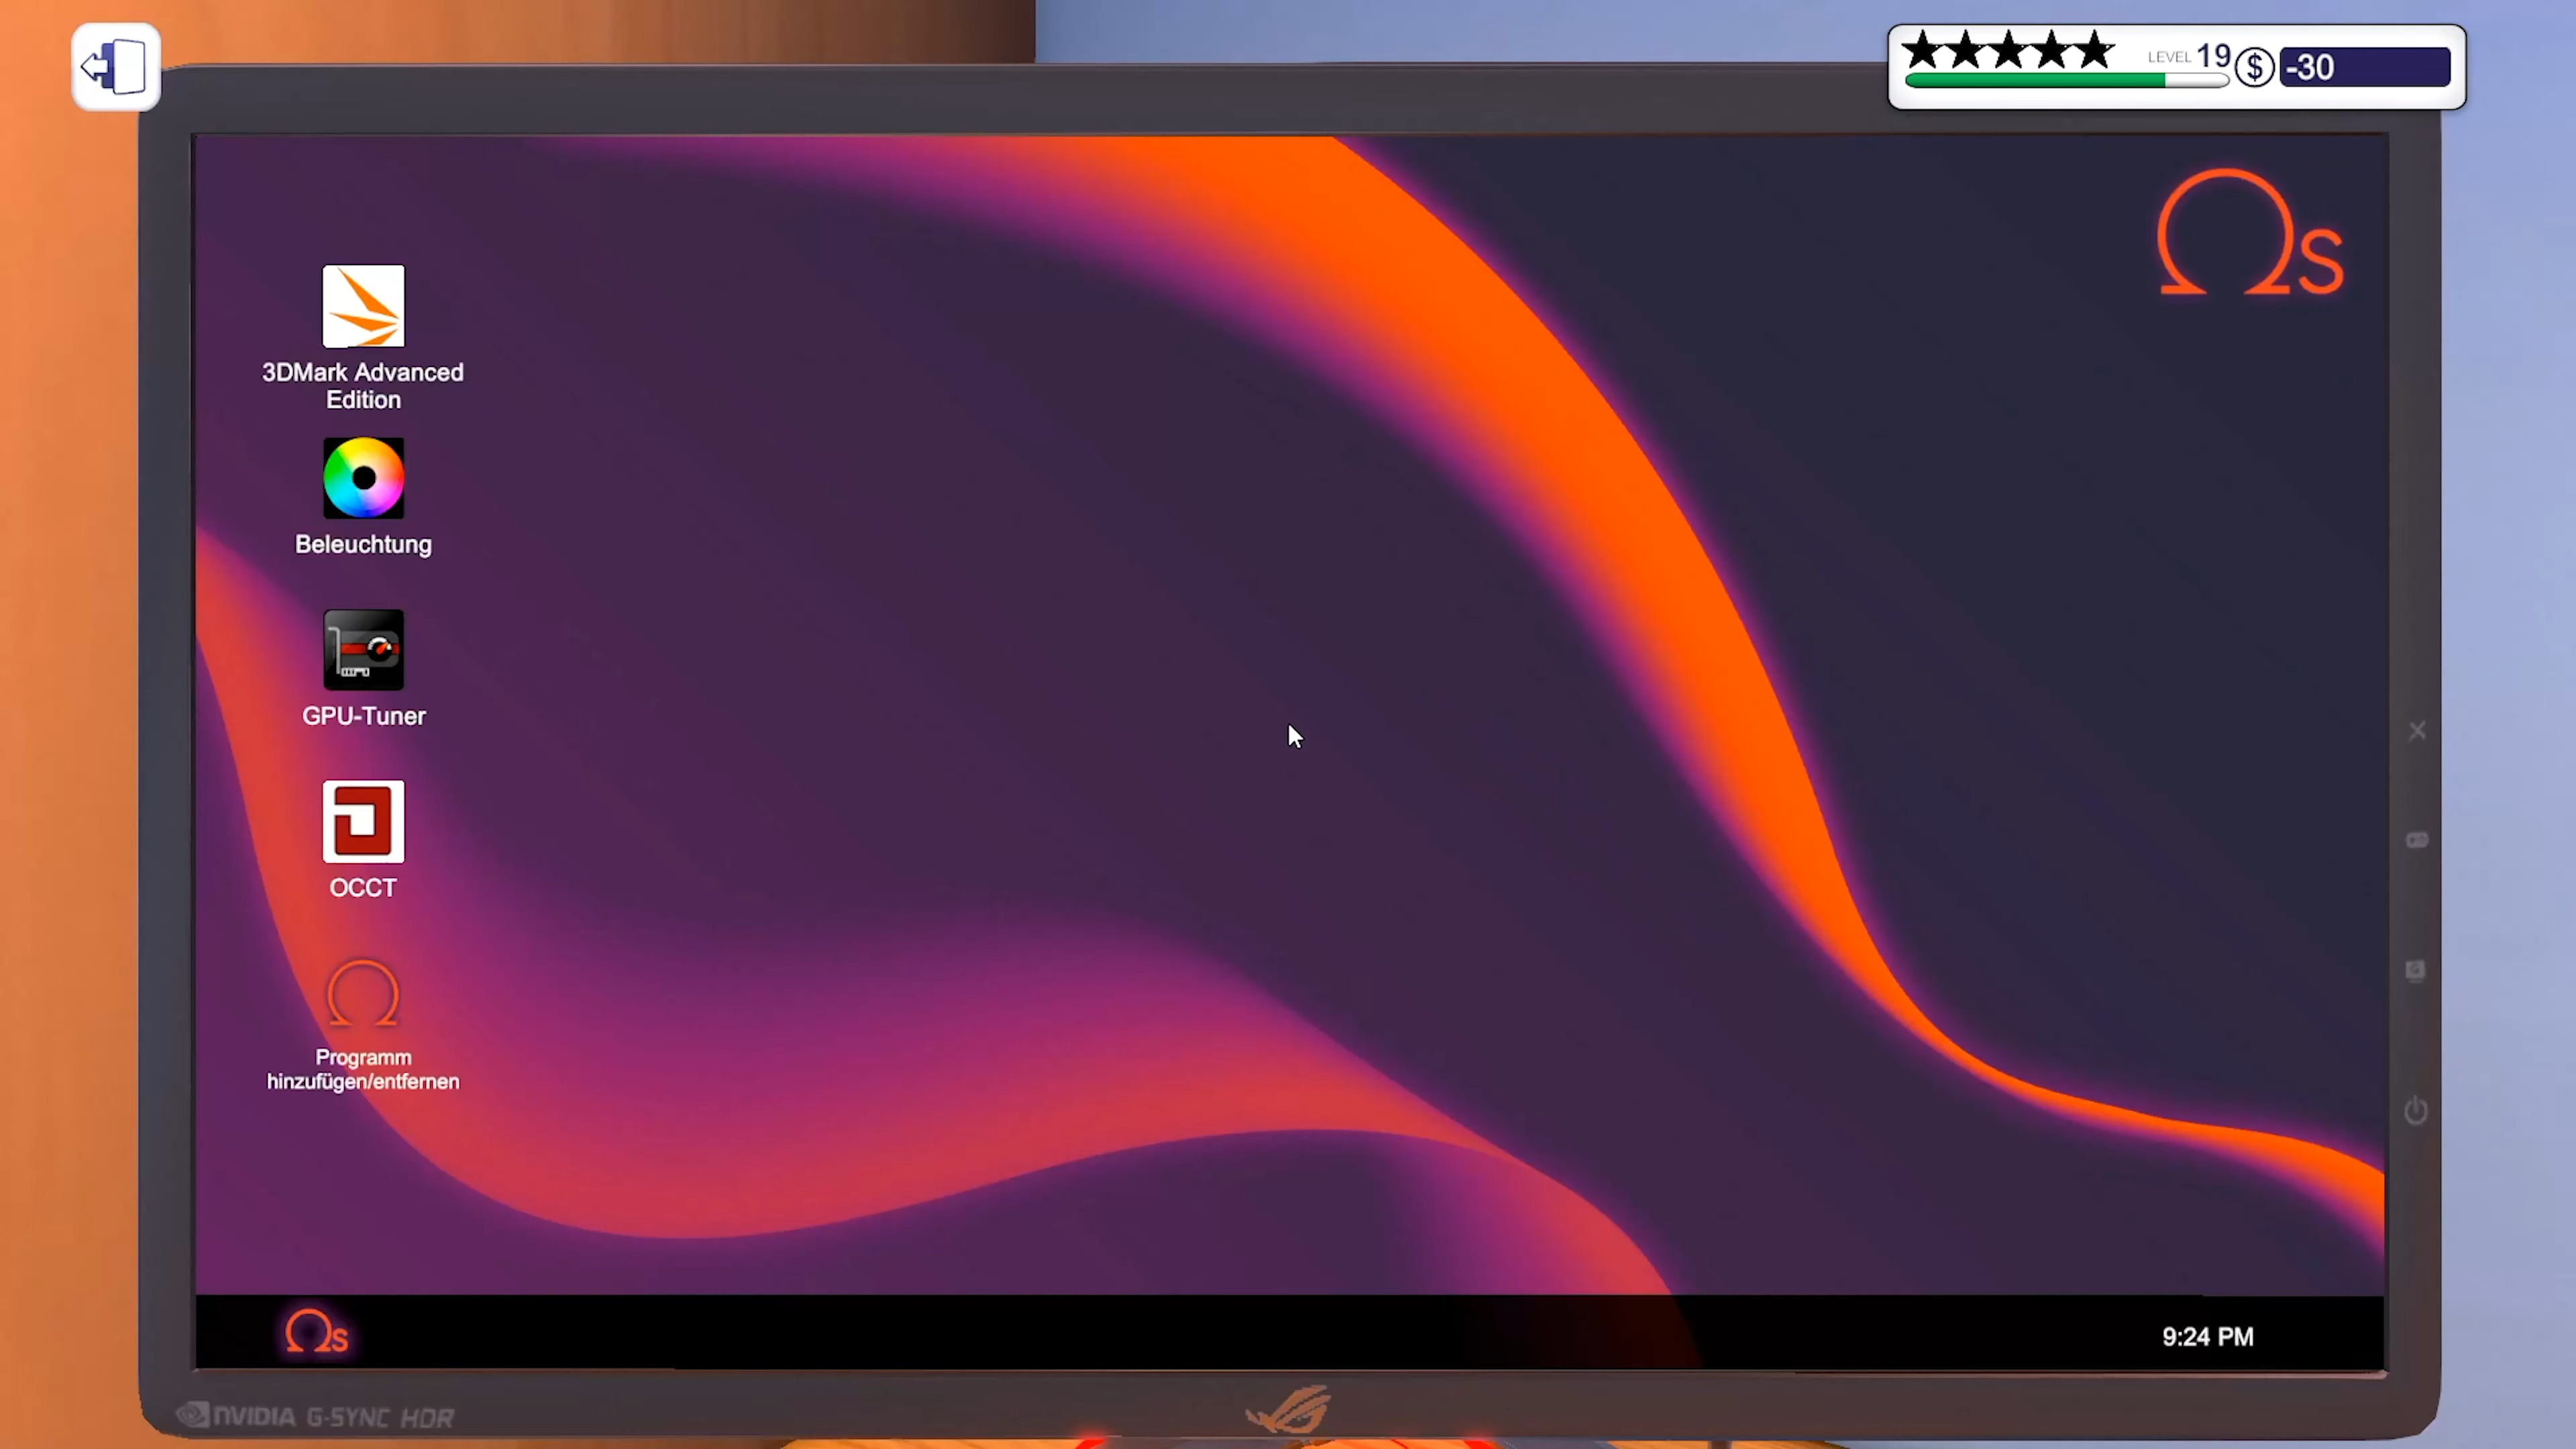 LEVEL 19
-30
Ωs
3DMark Advanced
Edition
Beleuchtung
GPU-Tuner
OCCT
Programm
hinzufügen/entfernen
Ωs
9:24 PM
NVIDIA G-SYNC HDR